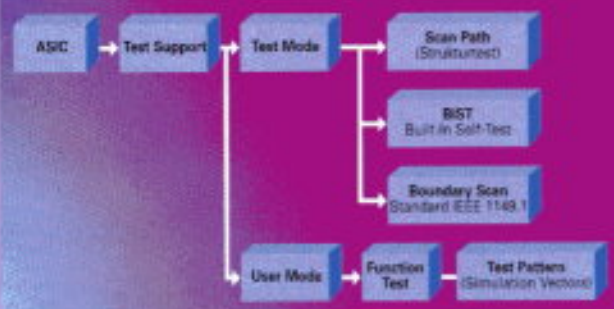 ASIC
Test Support
Test Mode
Scan Path
(Strukturtest)
BIST
Built-In Self-Test
Boundary Scan
Standard IEEE 1149.1
User Mode
Function
Test
Test Pattern
(Simulation Vectors)